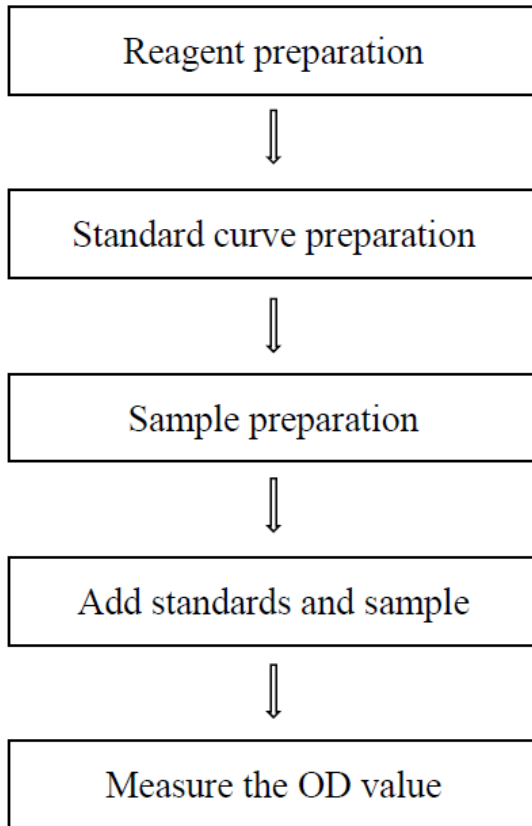 Reagent preparation
Standard curve preparation
Sample preparation
Add standards and sample
Measure the OD value